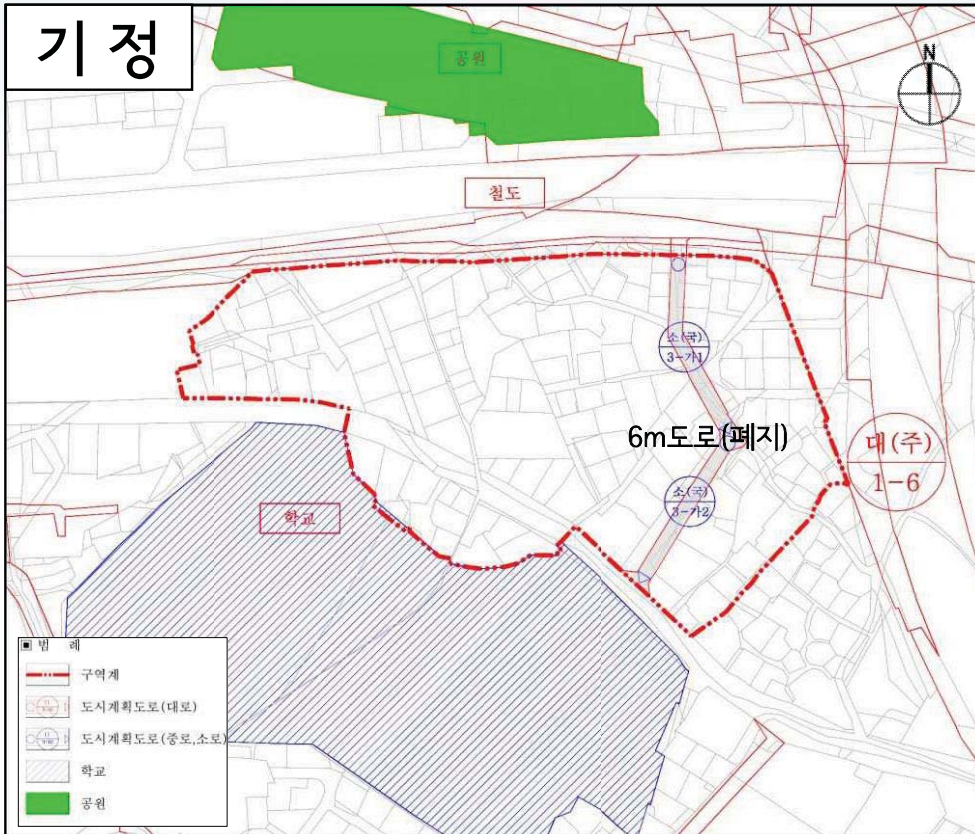 기 정
공원
N
철도
소(국)
3-가1
6m도로(폐지)
대(주)
1-6
소(국)
3-가2
학교
범 례
구역계
도시계획도로(대로)
도시계획도로(중로,소로)
학교
공원